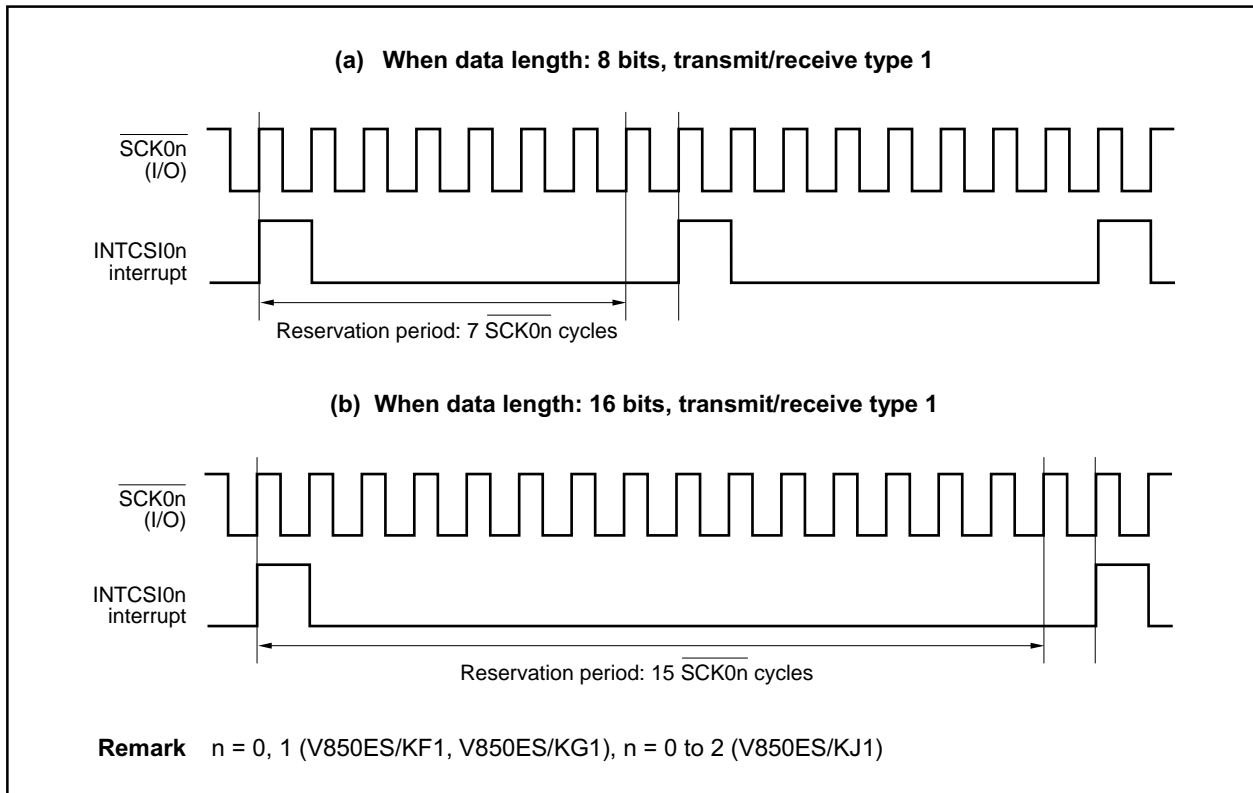 (a) When data length: 8 bits, transmit/receive type 1
SCK0n
(I/O)
INTCSI0n
interrupt
Reservation period: 7 SCK0n cycles
(b) When data length: 16 bits, transmit/receive type 1
SCK0n
(I/O)
INTCSI0n
interrupt
Reservation period: 15 SCK0n cycles
Remark n = 0, 1 (V850ES/KF1, V850ES/KG1), n = 0 to 2 (V850ES/KJ1)